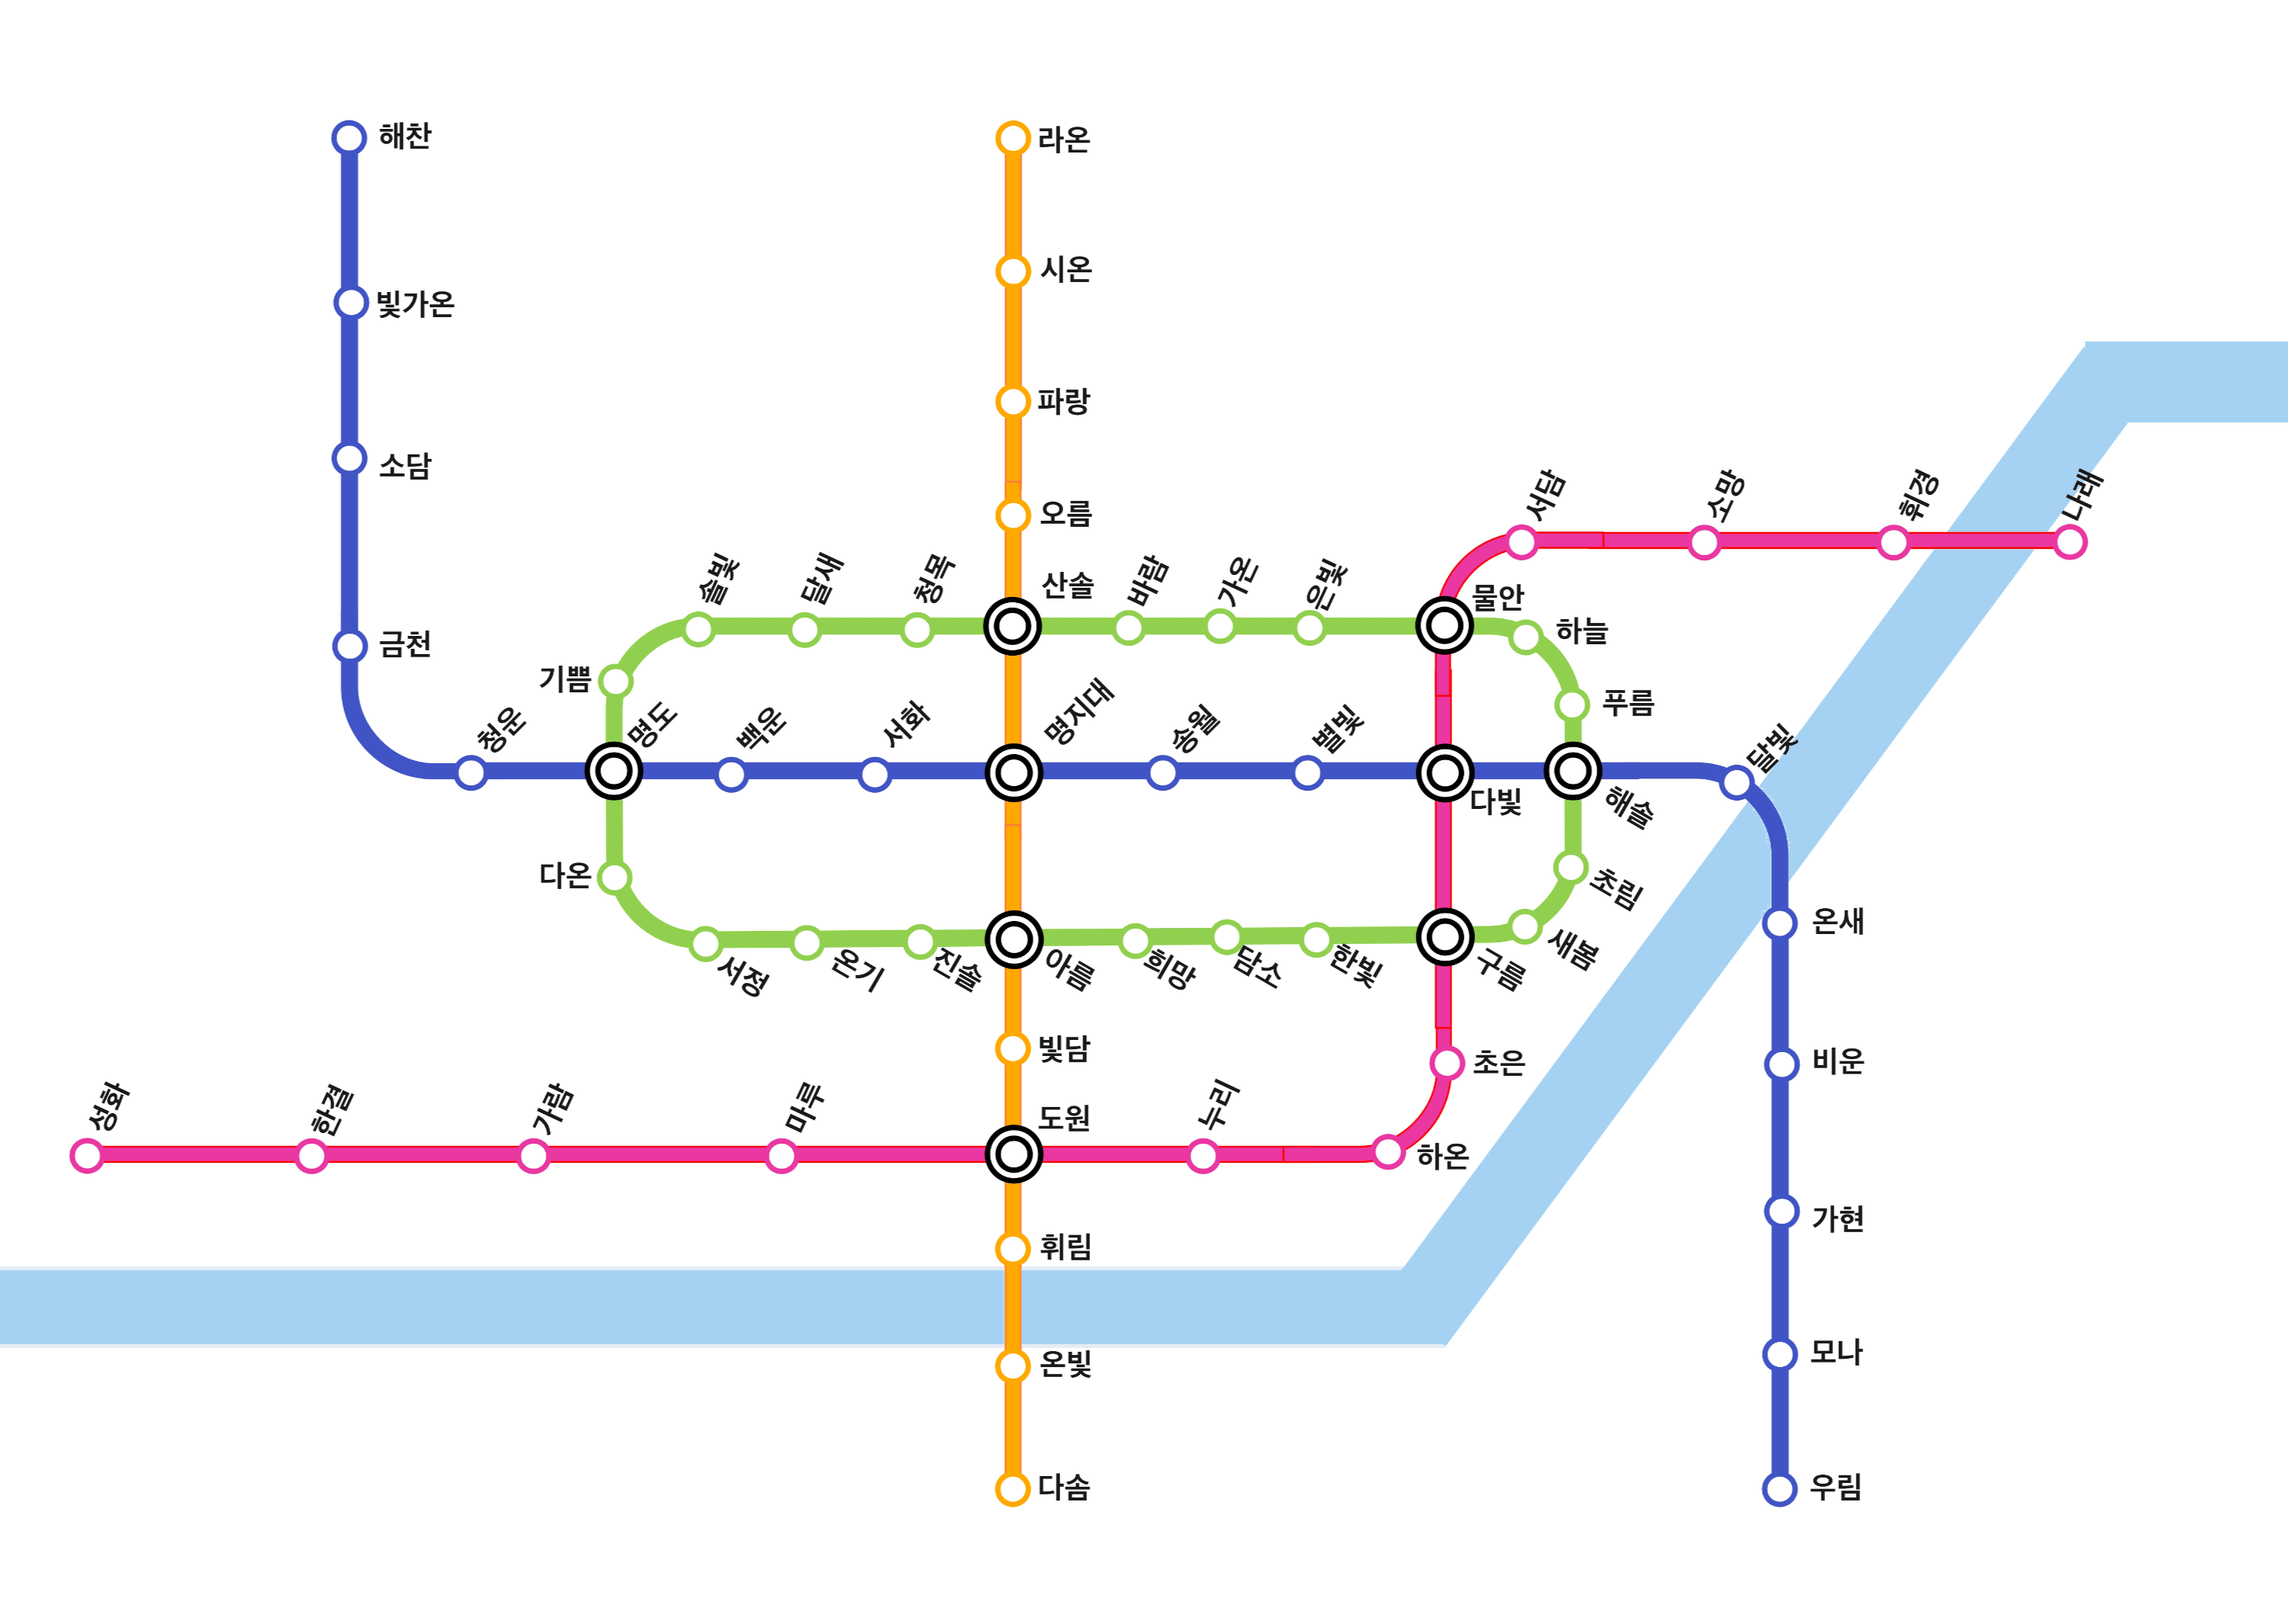 해찬
라온
시온
빛가온
파랑
소담
오름
서담
소망
휘경
나래
솔빛
달새
청목
산솔
바람
가온
은빛
물안
하늘
금천
기쁨
푸름
청운
명도
백운
서화
명지대
송월
별빛
다빛
해솔
달빛
다온
초림
온새
서정
온기
진솔
아름
희망
담소
한빛
구름
새봄
빛담
초은
비운
성화
한결
가람
마루
도원
누리
하온
가현
휘림
온빛
모나
다솜
우림